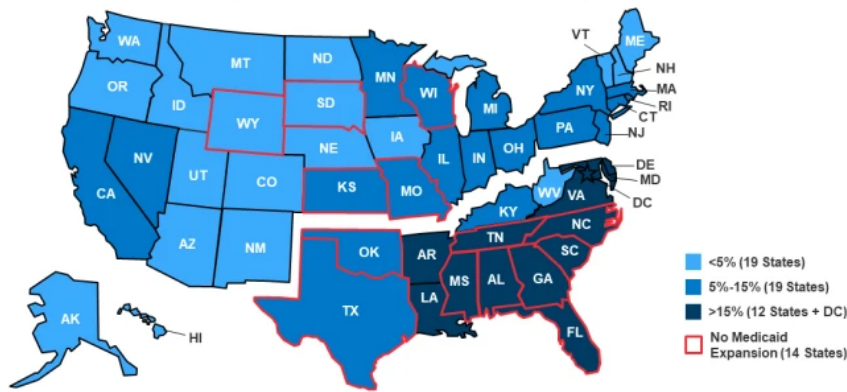 WA
MT
ND
OR
ID
WY
SD
MN
WI
MI
NE
IA
NV
UT
CO
CA
AZ
NM
KS
MO
IL
IN
OH
KY
WV
VA
PA
NY
VT
ME
NH
MA
RI
CT
NJ
DE
MD
DC
OK
AR
TN
NC
SC
TX
LA
MS
AL
GA
FL
AK
HI
<5% (19 States)
5%-15% (19 States)
>15% (12 States + DC)
No Medicaid
Expansion (14 States)